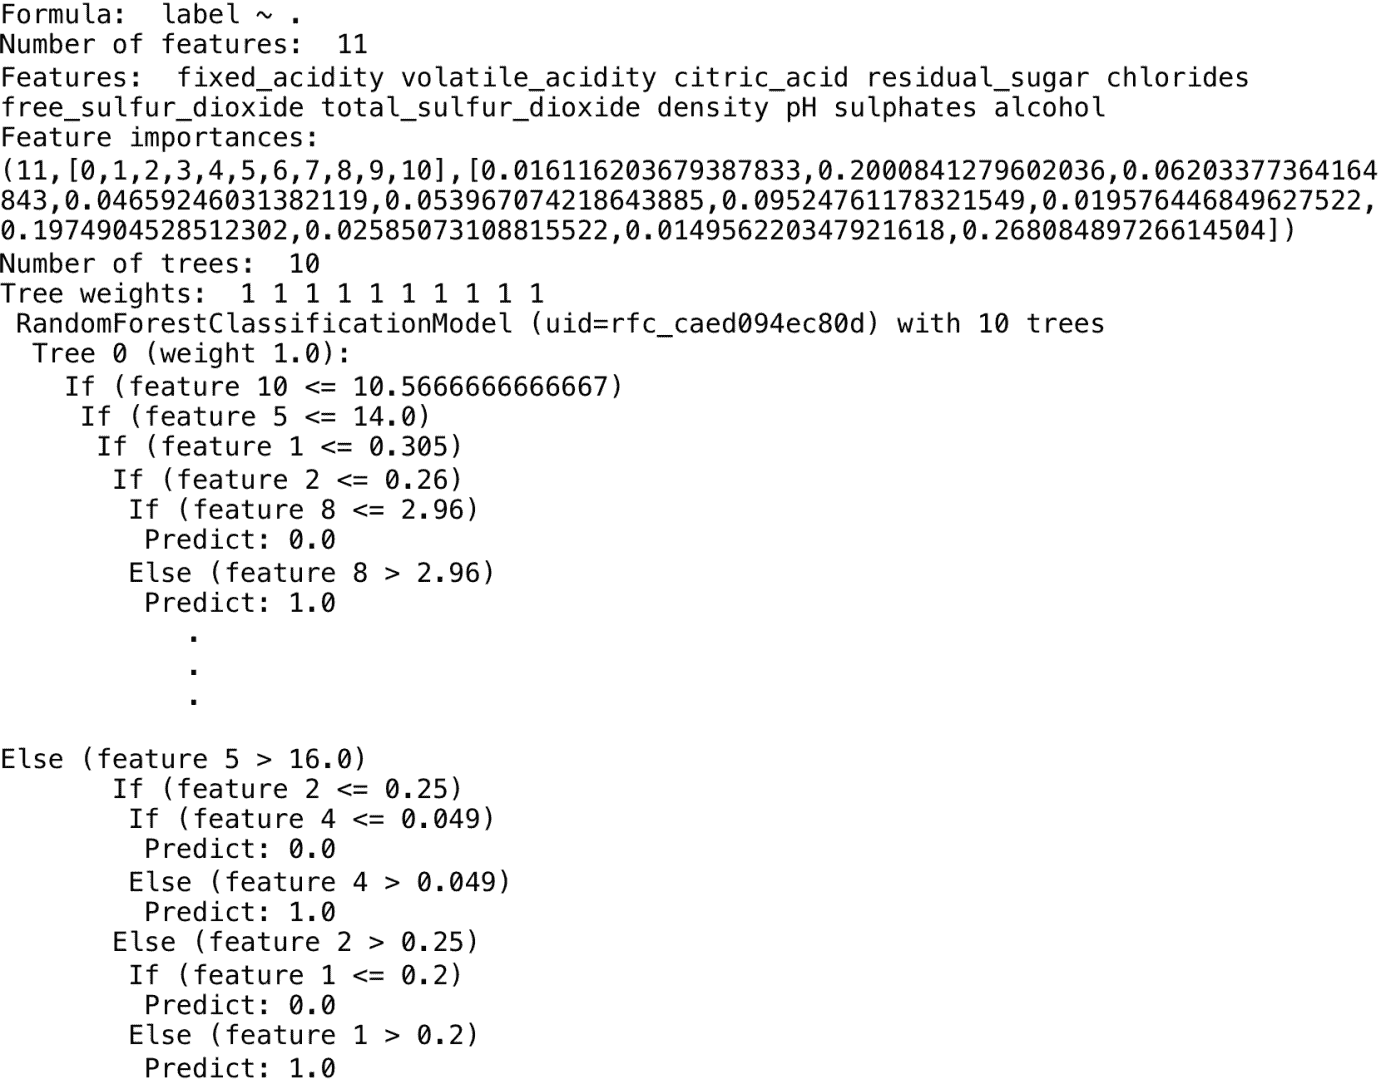 Formula:  label ~ .
Number of features:  11
Features:  fixed_acidity volatile_acidity citric_acid residual_sugar chlorides
free_sulfur_dioxide total_sulfur_dioxide density pH sulphates alcohol
Feature importances:
(11,[0,1,2,3,4,5,6,7,8,9,10],[0.016116203679387833,0.2000841279602036,0.06203377364164
843,0.04659246031382119,0.053967074218643885,0.09524761178321549,0.019576446849627522,
0.1974904528512302,0.02585073108815522,0.014956220347921618,0.26808489726614504])
Number of trees:  10
Tree weights:  1 1 1 1 1 1 1 1 1 1
 RandomForestClassificationModel (uid=rfc_caed094ec80d) with 10 trees
  Tree 0 (weight 1.0):
    If (feature 10 <= 10.5666666666667)
     If (feature 5 <= 14.0)
      If (feature 1 <= 0.305)
       If (feature 2 <= 0.26)
        If (feature 8 <= 2.96)
         Predict: 0.0
        Else (feature 8 > 2.96)
         Predict: 1.0
            .
            .
            .
Else (feature 5 > 16.0)
       If (feature 2 <= 0.25)
        If (feature 4 <= 0.049)
         Predict: 0.0
        Else (feature 4 > 0.049)
         Predict: 1.0
       Else (feature 2 > 0.25)
        If (feature 1 <= 0.2)
         Predict: 0.0
        Else (feature 1 > 0.2)
         Predict: 1.0